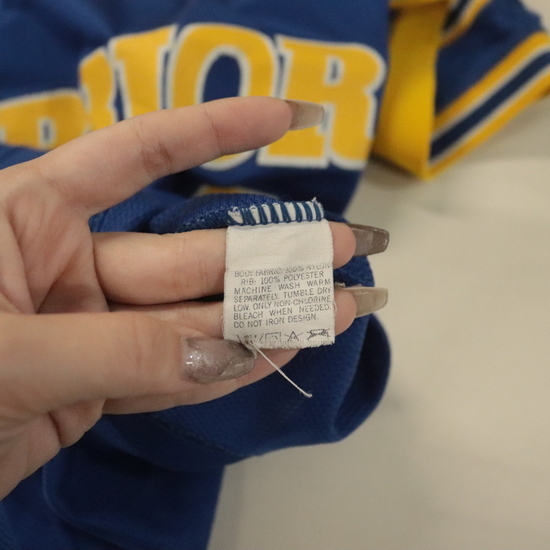 RIOR
BODY FABRIC: 100% NYLON
RIB: 100% POLYESTER
MACHINE WASH WARM
SEPARATELY. TUMBLE DRY
LOW. ONLY NON-CHLORINE
BLEACH WHEN NEEDED.
DO NOT IRON DESIGN.